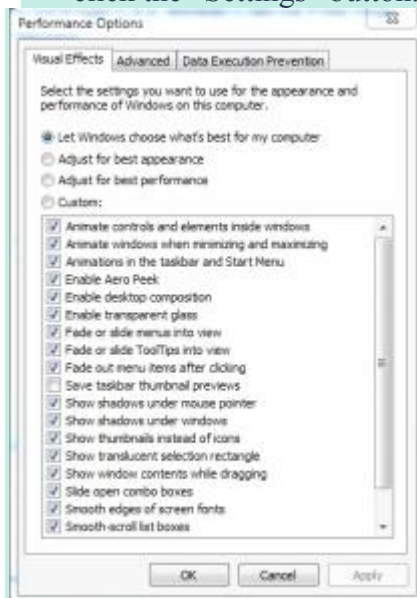 Performance Options
Visual Effects Advanced Data Execution Prevention
Select the settings you want to use for the appearance and
performance of Windows on this computer.
Let Windows choose what's best for my computer
Adjust for best appearance
Adjust for best performance
Custom:
Animate controls and elements inside windows
Animate windows when minimizing and maximizing
Animations in the taskbar and Start Menu
Enable Aero Peek
Enable desktop composition
Enable transparent glass
Fade or slide menus into view
Fade or slide ToolTips into view
Fade out menu items after clicking
Save taskbar thumbnail previews
Show shadows under mouse pointer
Show shadows under windows
Show thumbnails instead of icons
Show translucent selection rectangle
Show window contents while dragging
Slide open combo boxes
Smooth edges of screen fonts
Smooth-scroll list boxes
OK Cancel Apply